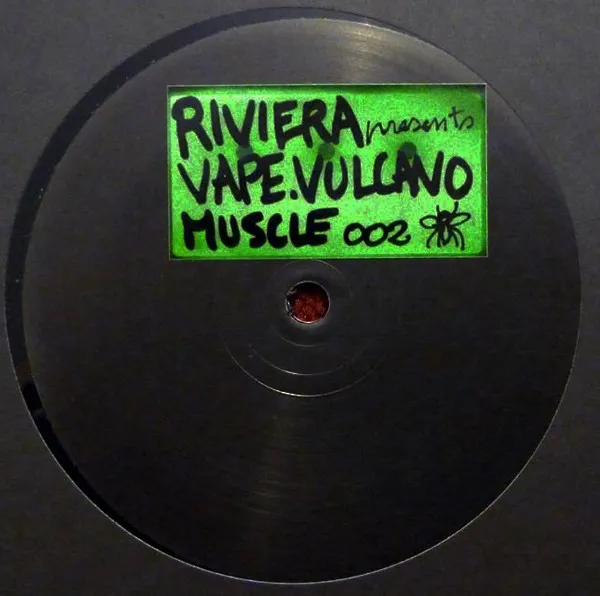 RIVIERA presents
VAPE.VULCANO
MUSCLE 002